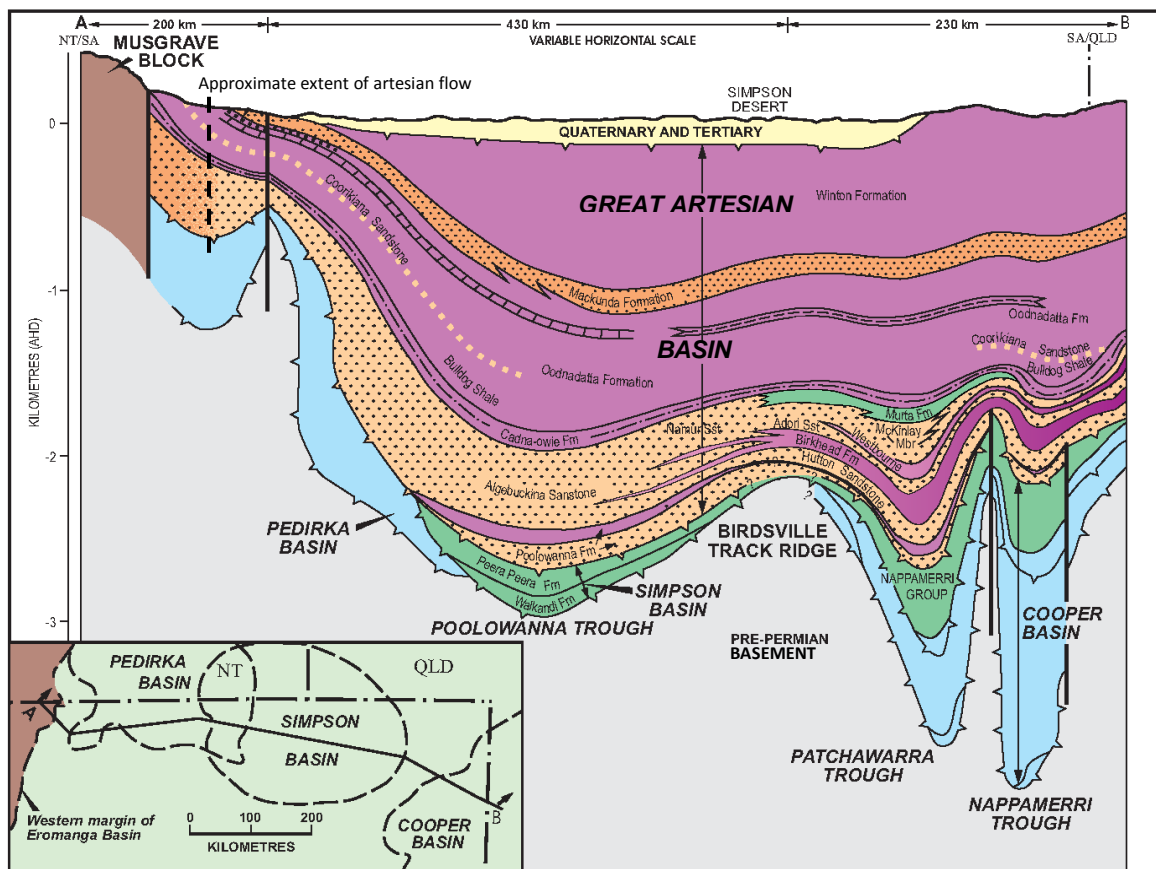 A
200 km
430 km
230 km
B
NT/SA
VARIABLE HORIZONTAL SCALE
SA/QLD
MUSGRAVE
BLOCK
Approximate extent of artesian flow
SIMPSON
DESERT
QUATERNARY AND TERTIARY
0
-1
-2
-3
KILOMETRES (AHD)
GREAT ARTESIAN
Winton Formation
Coorikiana Sandstone
Mackunda Formation
Oodnadatta Fm
BASIN
Coorikiana Sandstone
Bulldog Shale
Oodnadatta Formation
Bulldog Shale
Cadna-owie Fm
Murta Fm
McKinlay
Mbr
Namur Sst
Adori Sst
Westbourne
Birkhead Fm
Hutton Sandstone
Algebuckina Sanstone
?
?
?
PEDIRKA
BASIN
Poolowanna Fm
BIRDSVILLE
TRACK RIDGE
Peera Peera Fm
Walkandi Fm
SIMPSON
BASIN
NAPPAMERRI
GROUP
COOPER
BASIN
POOLOWANNA TROUGH
PRE-PERMIAN
BASEMENT
PATCHAWARRA
TROUGH
NAPPAMERRI
TROUGH
PEDIRKA
BASIN
NT
QLD
A
SIMPSON
BASIN
B
Western margin of
Eromanga Basin
0 100 200
KILOMETRES
COOPER
BASIN